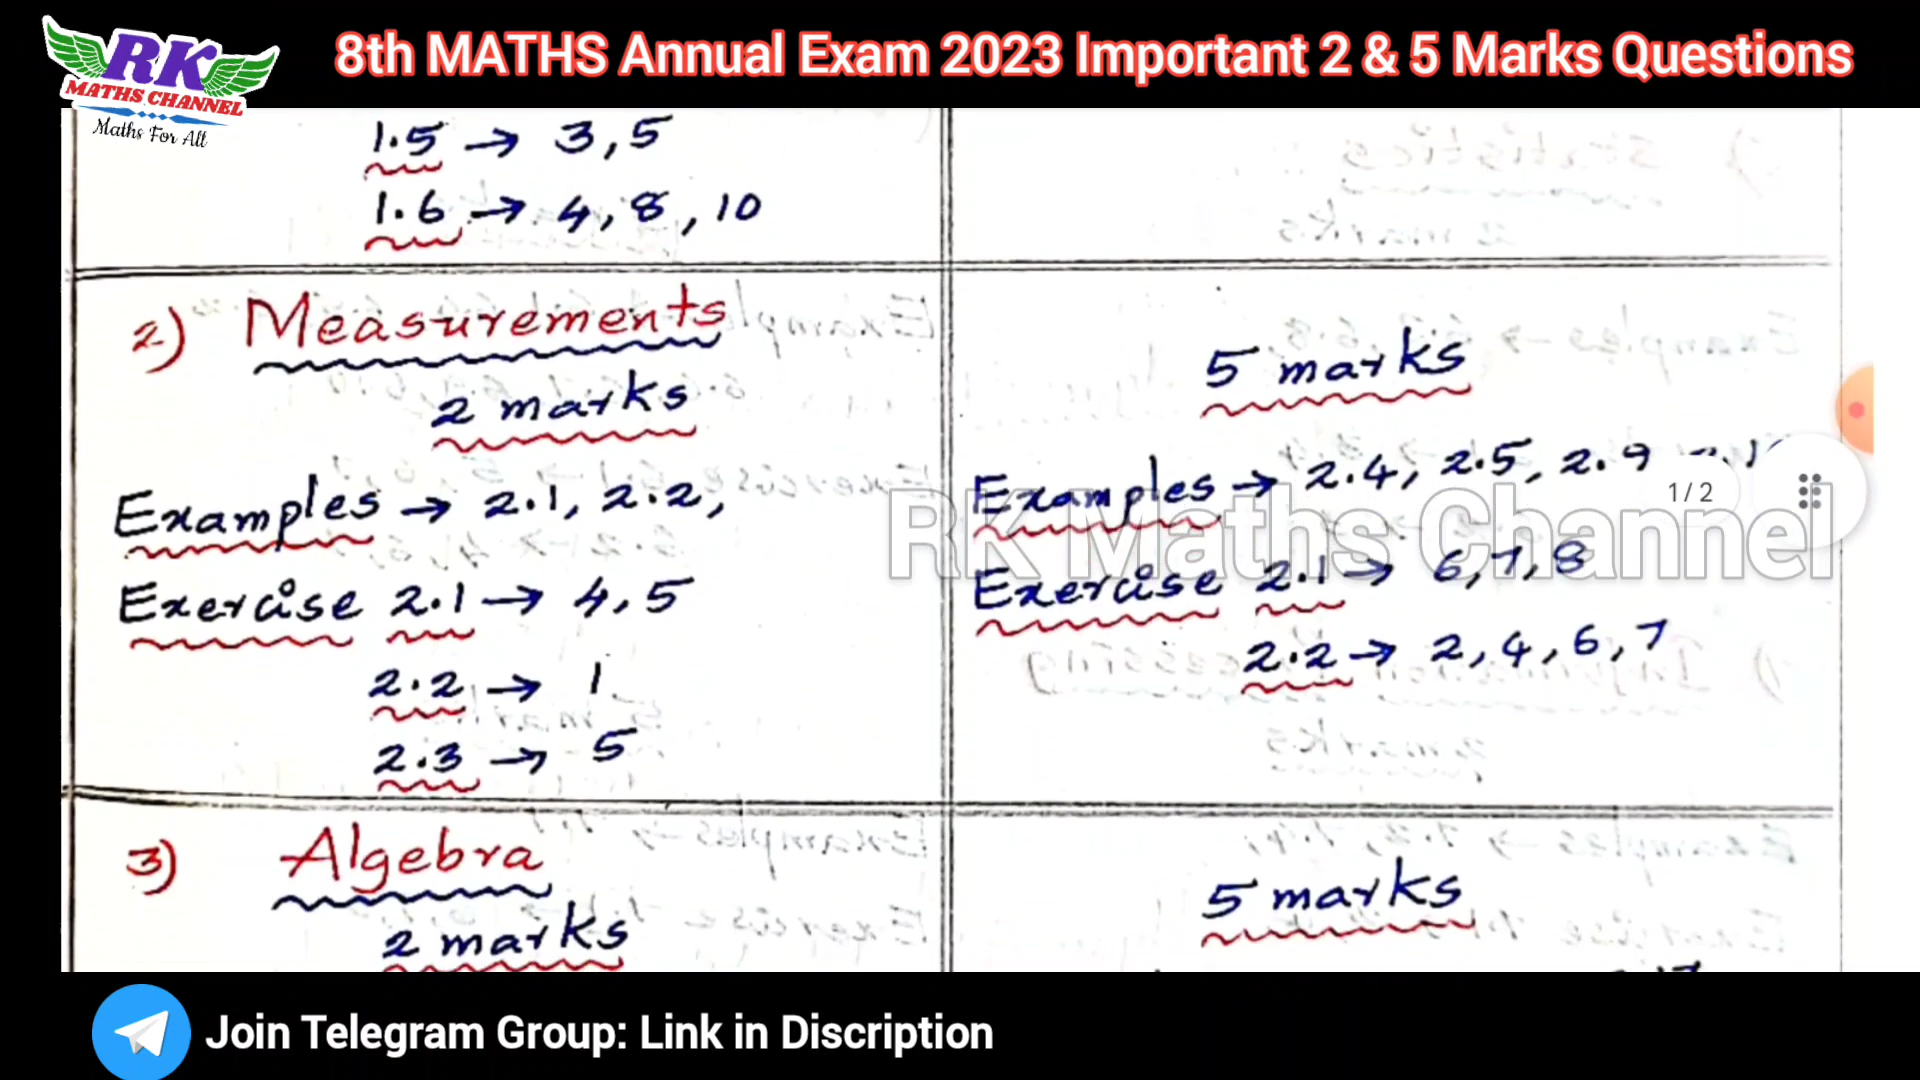 RK
MATHS CHANNEL
Maths For All
8th MATHS Annual Exam 2023 Important 2 & 5 Marks Questions
1.5 → 3, 5
1.6 → 4, 8, 10
2) Measurements
2 marks
Examples → 2.1, 2.2,
Exercise 2.1 → 4, 5
2.2 → 1
2.3 → 5
5 marks
Examples → 2.4, 2.5, 2.9
1/2
RK Maths Channel
Exercise 2.1 → 6, 7, 8
2.2 → 2, 4, 6, 7
3) Algebra
2 marks
5 marks
Join Telegram Group: Link in Discription